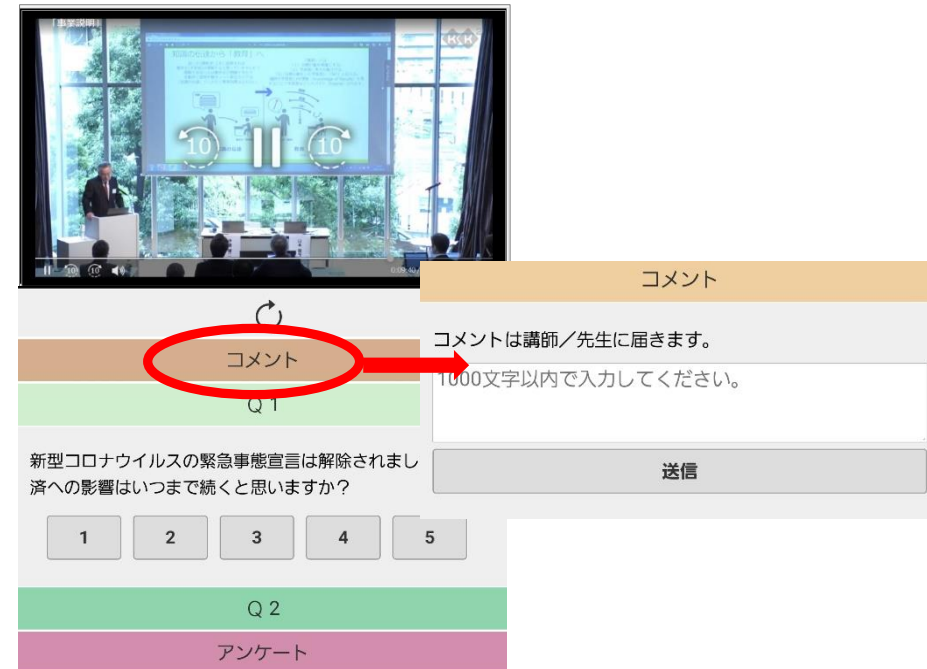 「事業説明」
KKK
10
10
10
10
コメント
Q 1
新型コロナウイルスの緊急事態宣言は解除されまし
済への影響はいつまで続くと思いますか？
1
2
3
4
5
Q 2
アンケート
コメント
コメントは講師／先生に届きます。
1000文字以内で入力してください。
送信